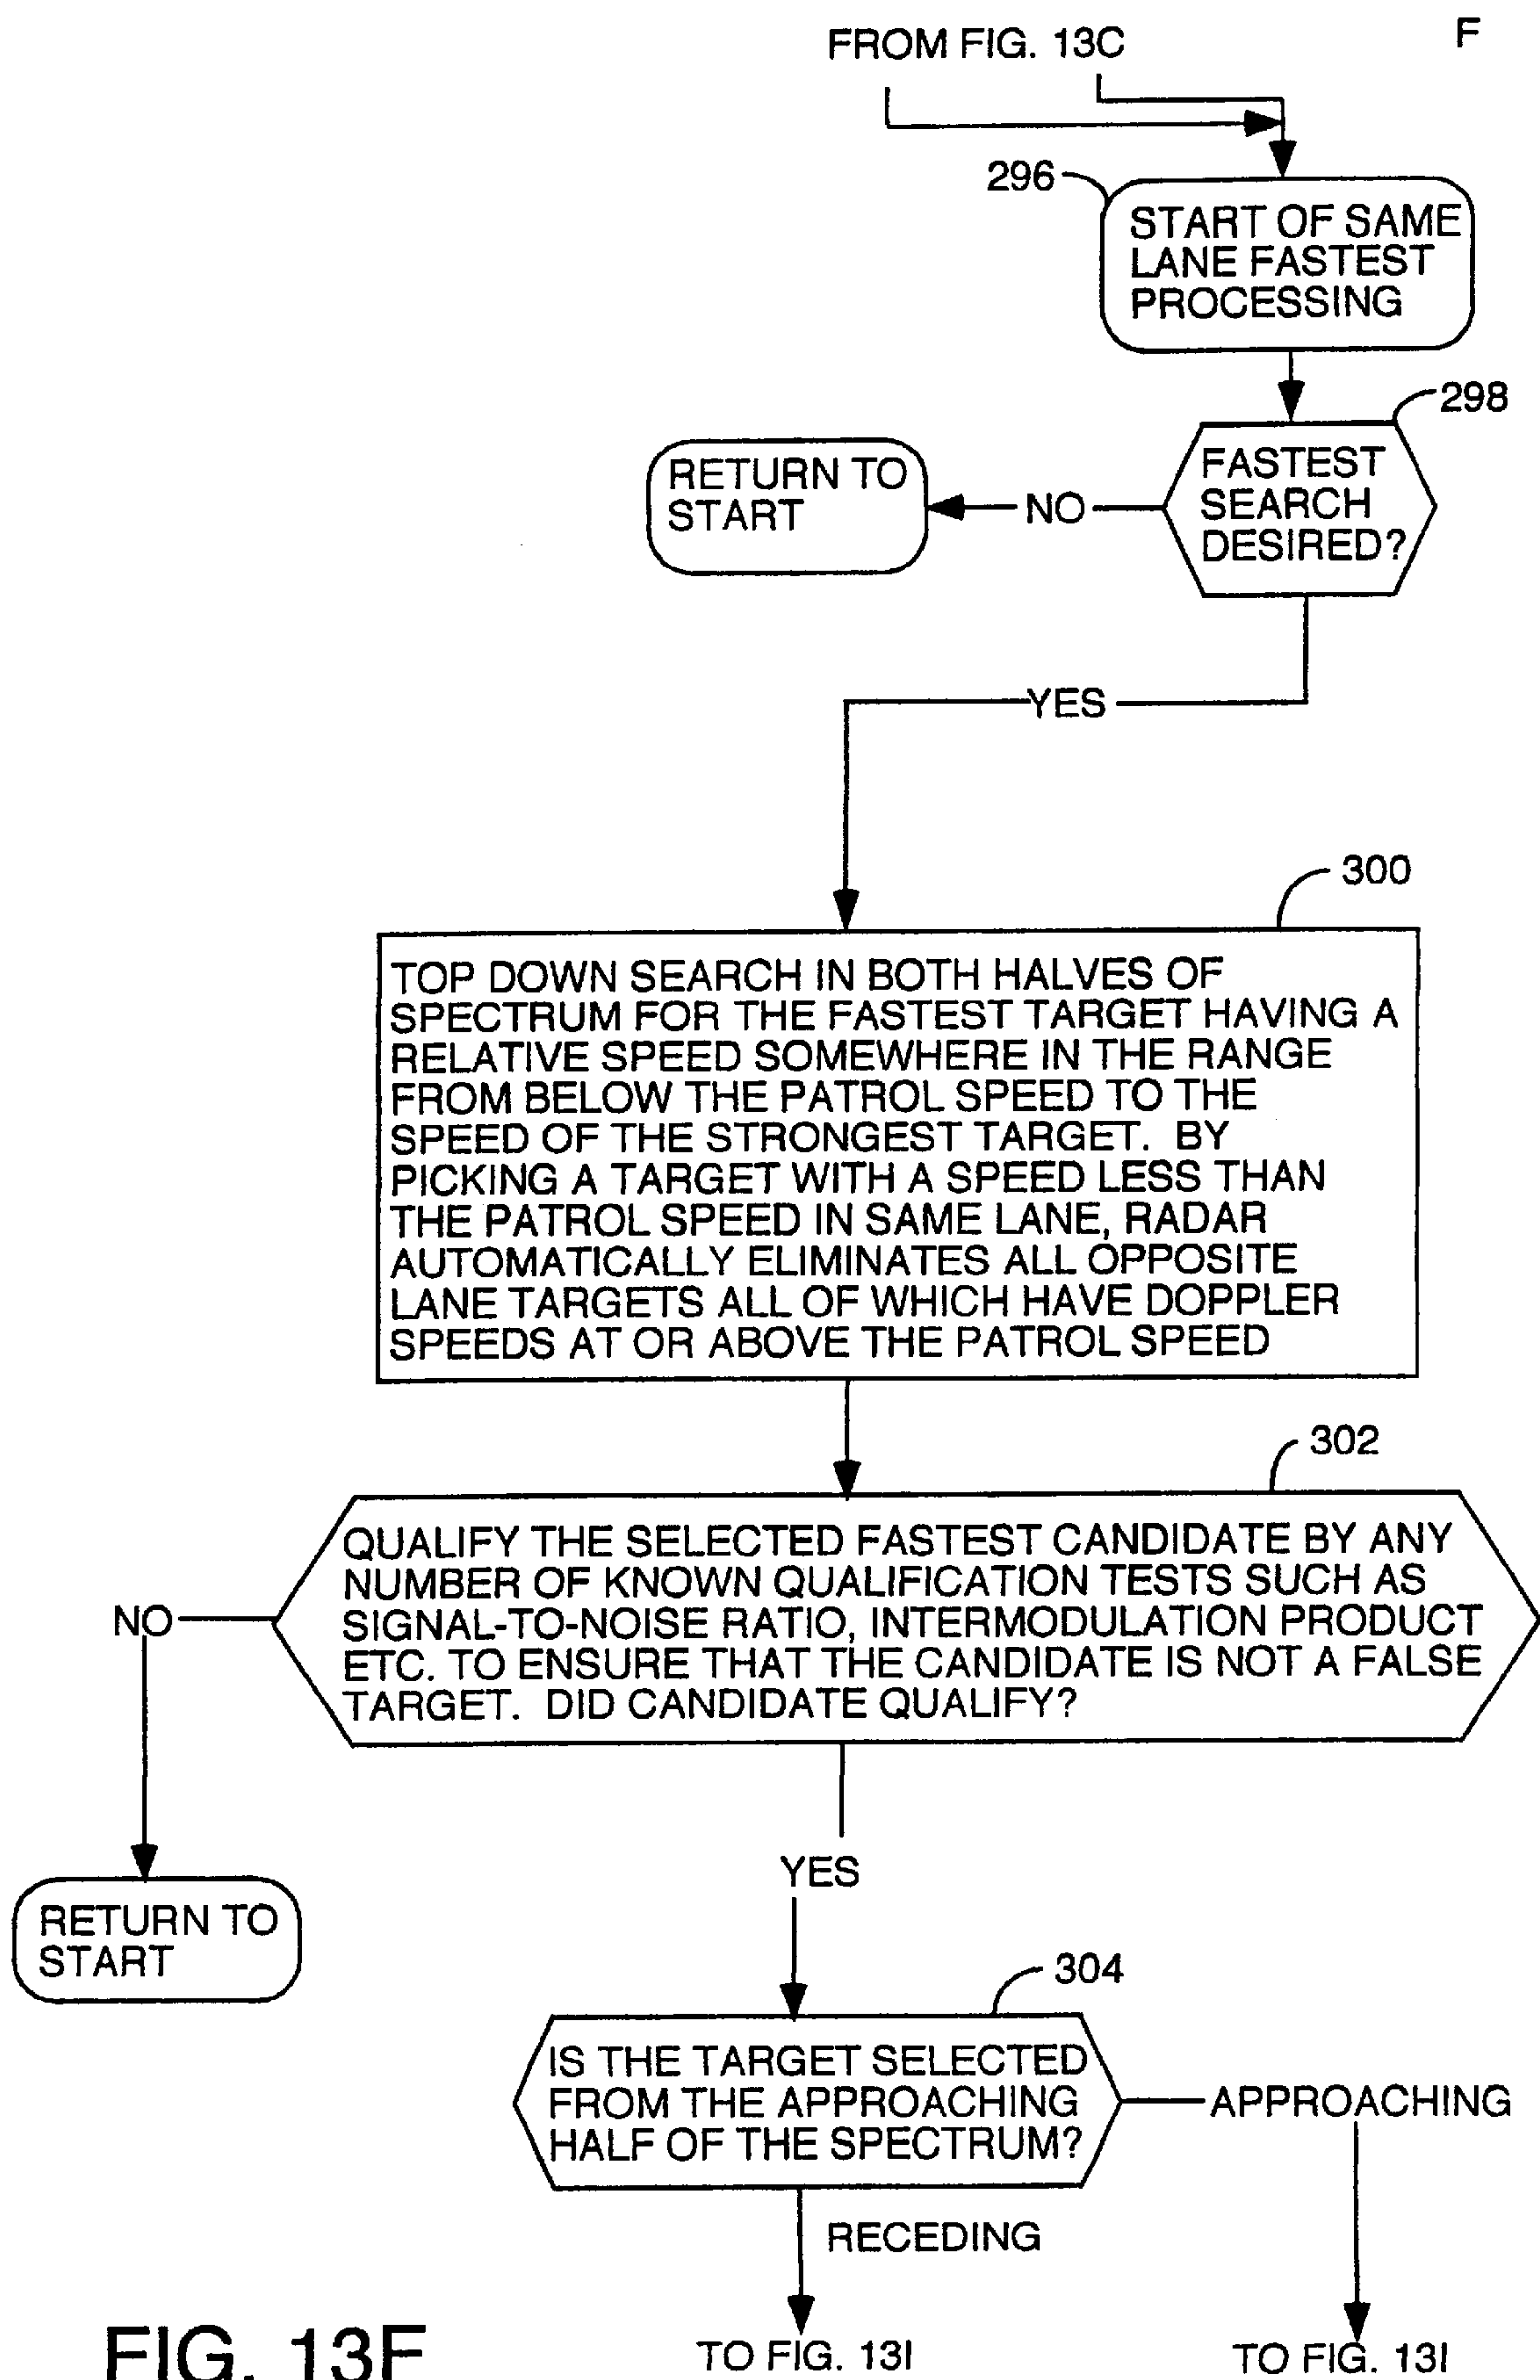 FROM FIG. 13C
F
296
START OF SAME
LANE FASTEST
PROCESSING
298
FASTEST
SEARCH
DESIRED?
NO
RETURN TO
START
YES
300
TOP DOWN SEARCH IN BOTH HALVES OF
SPECTRUM FOR THE FASTEST TARGET HAVING A
RELATIVE SPEED SOMEWHERE IN THE RANGE
FROM BELOW THE PATROL SPEED TO THE
SPEED OF THE STRONGEST TARGET. BY
PICKING A TARGET WITH A SPEED LESS THAN
THE PATROL SPEED IN SAME LANE, RADAR
AUTOMATICALLY ELIMINATES ALL OPPOSITE
LANE TARGETS ALL OF WHICH HAVE DOPPLER
SPEEDS AT OR ABOVE THE PATROL SPEED
302
QUALIFY THE SELECTED FASTEST CANDIDATE BY ANY
NUMBER OF KNOWN QUALIFICATION TESTS SUCH AS
SIGNAL-TO-NOISE RATIO, INTERMODULATION PRODUCT
ETC. TO ENSURE THAT THE CANDIDATE IS NOT A FALSE
TARGET. DID CANDIDATE QUALIFY?
NO
RETURN TO
START
YES
304
IS THE TARGET SELECTED
FROM THE APPROACHING
HALF OF THE SPECTRUM?
APPROACHING
RECEDING
TO FIG. 13I
TO FIG. 13I
FIG. 13F